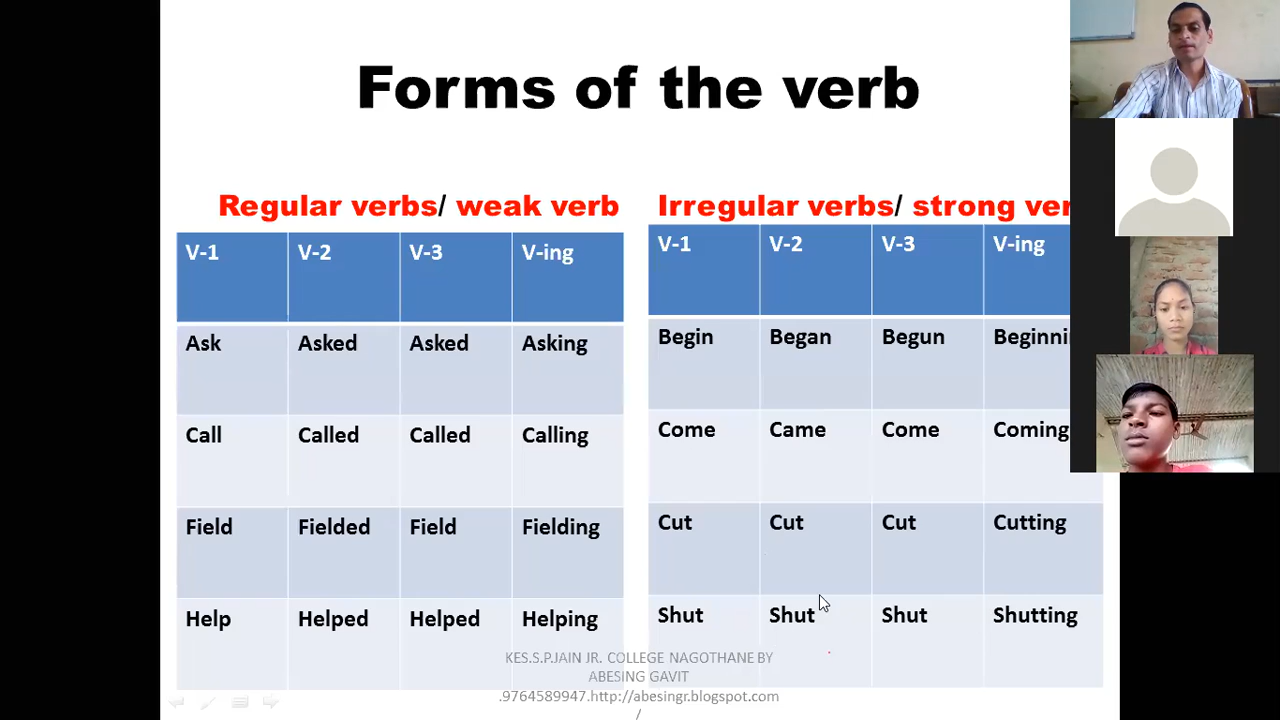 Forms of the verb
Regular verbs/ weak verb
V-1 V-2 V-3 V-ing
Ask Asked Asked Asking
Call Called Called Calling
Field Fielded Field Fielding
Help Helped Helped Helping
Irregular verbs/ strong ver
V-1 V-2 V-3 V-ing
Begin Began Begun Beginni
Come Came Come Coming
Cut Cut Cut Cutting
Shut Shut Shut Shutting
KES.S.P.JAIN JR. COLLEGE NAGOTHANE BY
ABESING GAVIT
.9764589947.http://abesingr.blogspot.com
/